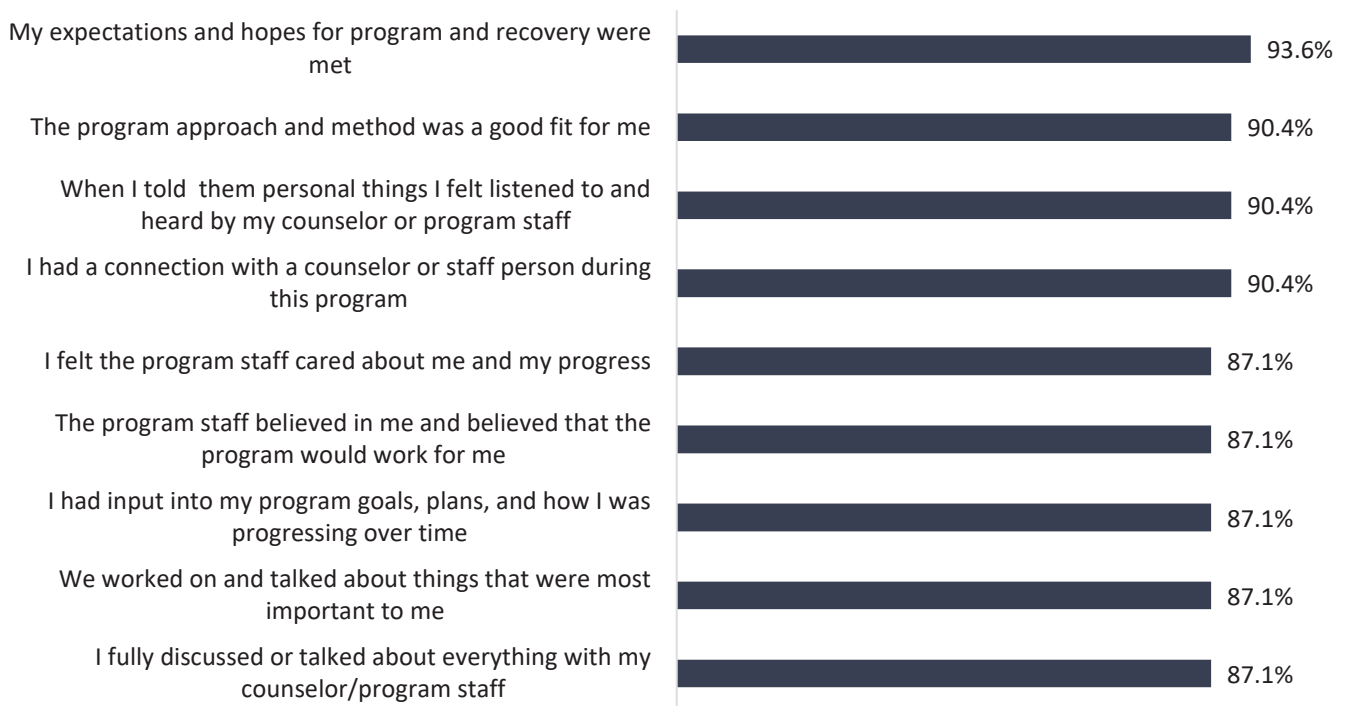 My expectations and hopes for program and recovery were
met
93.6%
The program approach and method was a good fit for me
90.4%
When I told  them personal things I felt listened to and
heard by my counselor or program staff
90.4%
I had a connection with a counselor or staff person during
this program
90.4%
I felt the program staff cared about me and my progress
87.1%
The program staff believed in me and believed that the
program would work for me
87.1%
I had input into my program goals, plans, and how I was
progressing over time
87.1%
We worked on and talked about things that were most
important to me
87.1%
I fully discussed or talked about everything with my
counselor/program staff
87.1%